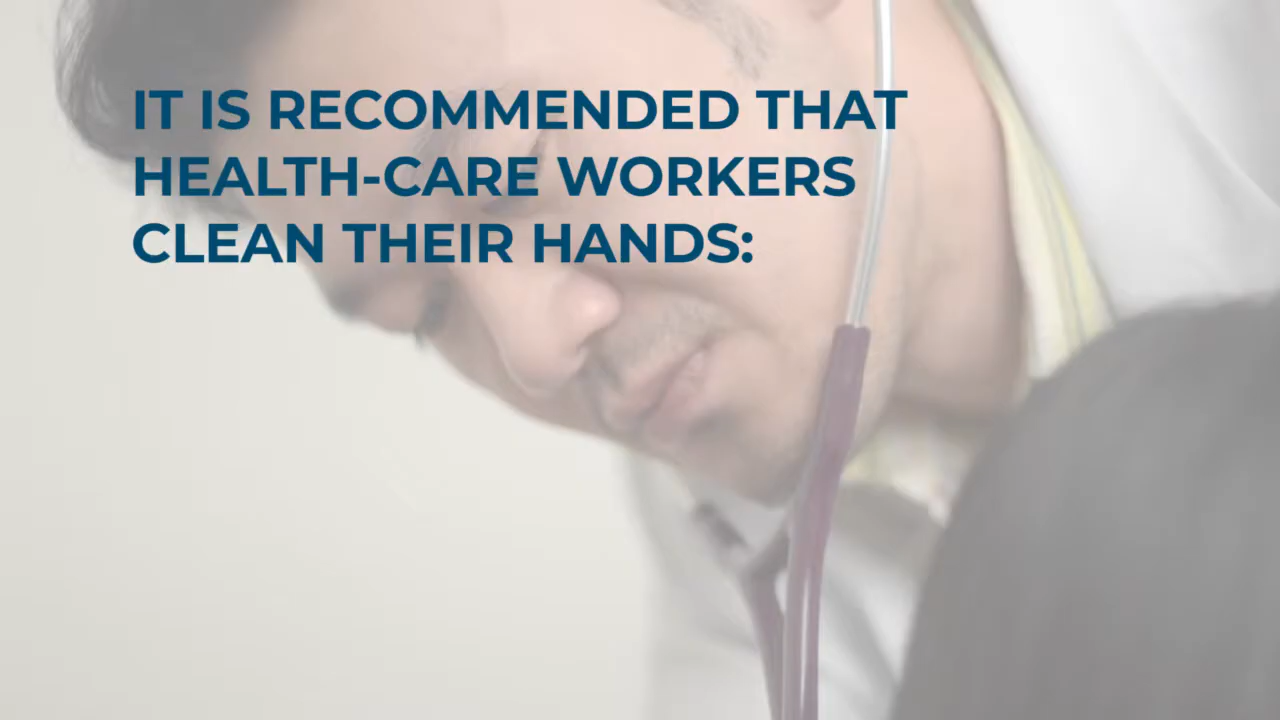 IT IS RECOMMENDED THAT
HEALTH-CARE WORKERS
CLEAN THEIR HANDS: